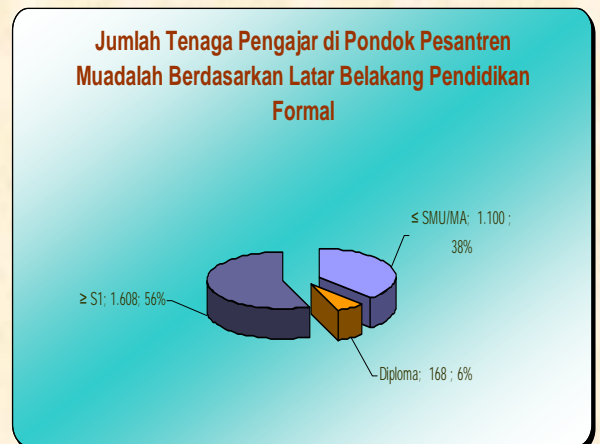 Jumlah Tenaga Pengajar di Pondok Pesantren
Muadalah Berdasarkan Latar Belakang Pendidikan
Formal
≤ SMU/MA; 1.100 ;
38%
≥ S1; 1.608; 56%
Diploma; 168 ; 6%